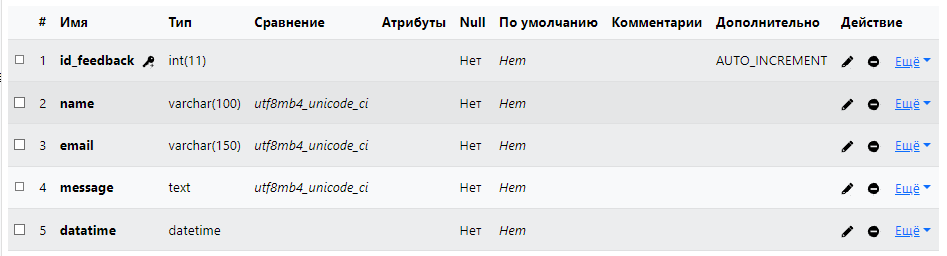 # Имя Тип Сравнение Атрибуты Null По умолчанию Комментарии Дополнительно Действие
1 id_feedback int(11) Нет Нет AUTO_INCREMENT Ещё
2 name varchar(100) utf8mb4_unicode_ci Нет Нет Ещё
3 email varchar(150) utf8mb4_unicode_ci Нет Нет Ещё
4 message text utf8mb4_unicode_ci Нет Нет Ещё
5 datatime datetime Нет Нет Ещё